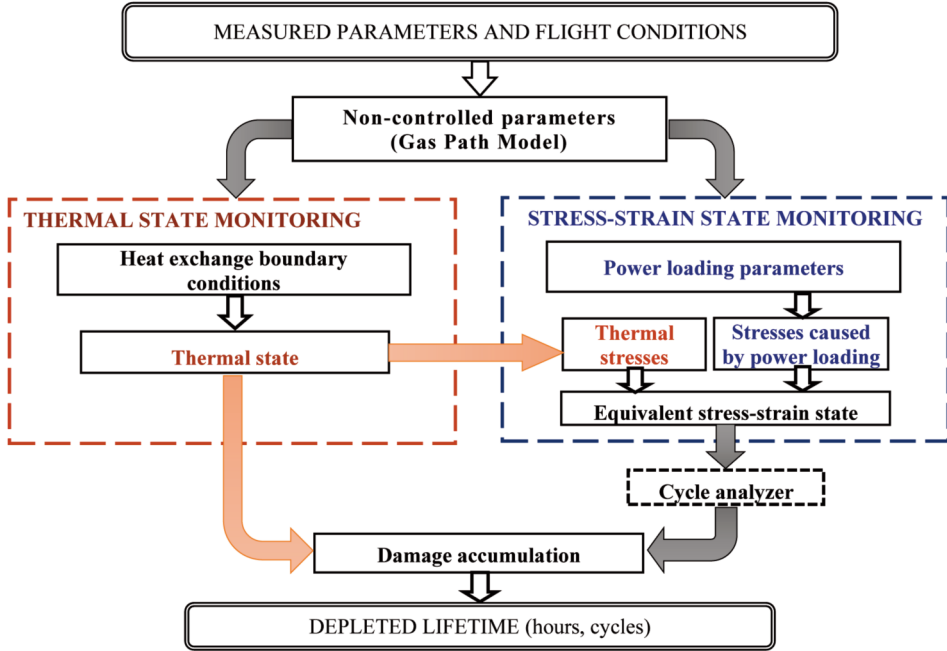 MEASURED PARAMETERS AND FLIGHT CONDITIONS
Non-controlled parameters
(Gas Path Model)
THERMAL STATE MONITORING
Heat exchange boundary
conditions
Thermal state
STRESS-STRAIN STATE MONITORING
Power loading parameters
Thermal
stresses
Stresses caused
by power loading
Equivalent stress-strain state
Cycle analyzer
Damage accumulation
DEPLETED LIFETIME (hours, cycles)